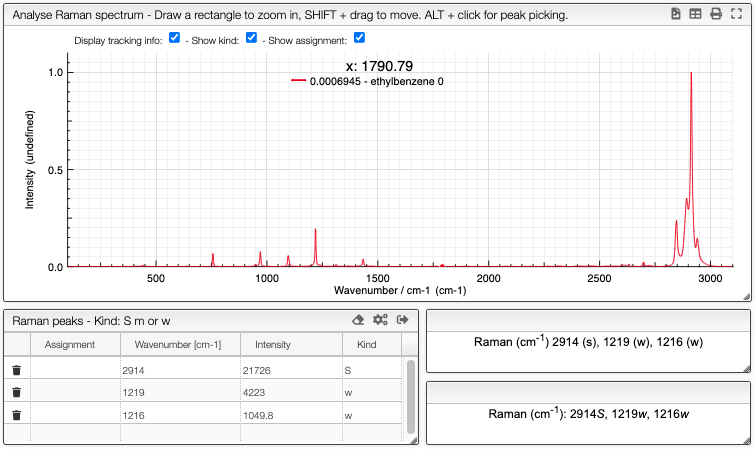 Analyse Raman spectrum - Draw a rectangle to zoom in, SHIFT + drag to move. ALT + click for peak picking.
Display tracking info: - Show kind: - Show assignment:
x: 1790.79
0.0006945 - ethylbenzene 0
Intensity (undefined)
1.0
0.5
0.0
500 1000 1500 2000 2500 3000
Wavenumber / cm-1 (cm-1)
Raman peaks - Kind: S m or w
Assignment Wavenumber [cm-1] Intensity Kind
2914 21726 S
1219 4223 w
1216 1049.8 w
Raman (cm-1) 2914 (s), 1219 (w), 1216 (w)
Raman (cm-1): 2914S, 1219w, 1216w